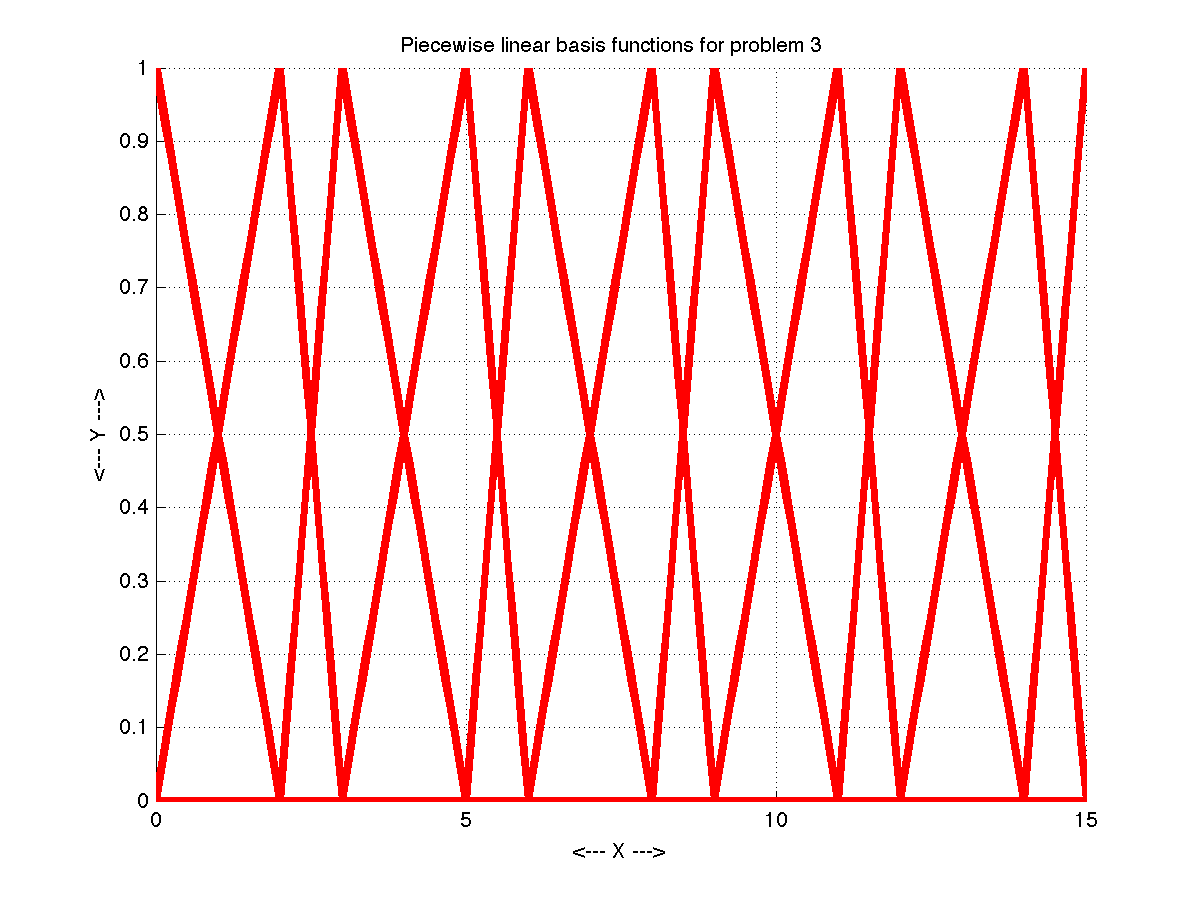 Piecewise linear basis functions for problem 3
1
0.9
0.8
0.7
0.6
0.5
0.4
0.3
0.2
0.1
0
<--- Y --->
0 5 10 15
<--- X --->